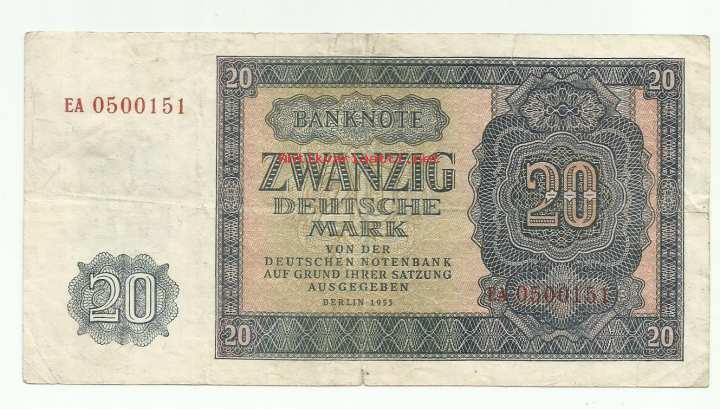 20 20
EA 0500151
BANKNOTE
ZWANZIG
DEUTSCHE
MARK
20
VON DER
DEUTSCHEN NOTENBANK
AUF GRUND IHRER SATZUNG
AUSGEGEBEN
BERLIN 1955
EA 0500151
20
20 20